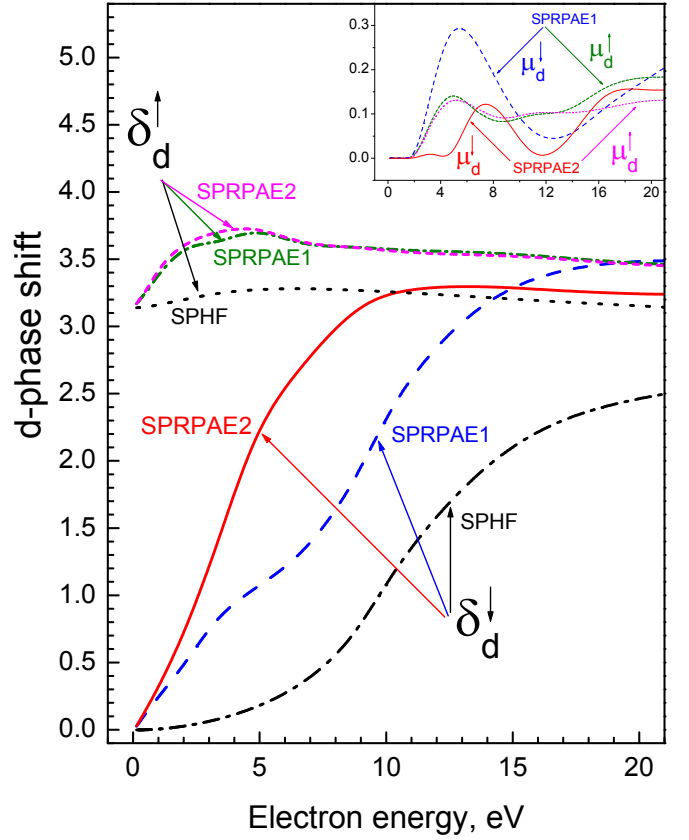 5.5
5.0
4.5
4.0
3.5
3.0
2.5
2.0
1.5
1.0
0.5
0.0
d-phase shift
0 5 10 15 20
Electron energy, eV
δd↑
SPRPAE2
SPRPAE1
SPHF
SPRPAE2
SPRPAE1
SPHF
δd↓
0.3
0.2
0.1
0.0
0 4 8 12 16 20
SPRPAE1
μd↓ μd↑
SPRPAE2
μd↓ μd↑